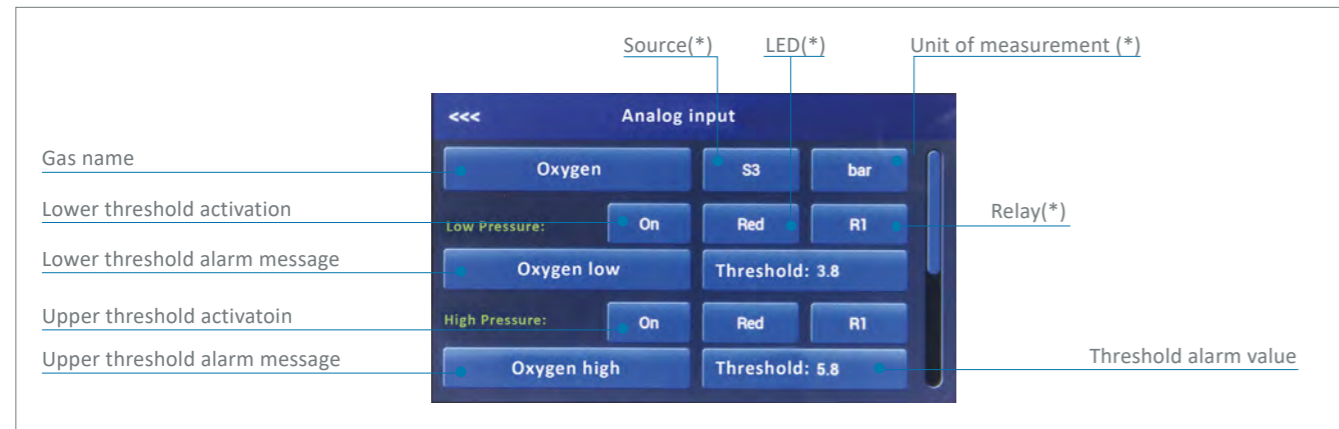 Source(*) LED(*) Unit of measurement (*)
<<< Analog input
Gas name Oxygen S3 bar
Lower threshold activation Low Pressure: On Red R1 Relay(*)
Lower threshold alarm message Oxygen low Threshold: 3.8
Upper threshold activatoin High Pressure: On Red R1
Upper threshold alarm message Oxygen high Threshold: 5.8 Threshold alarm value